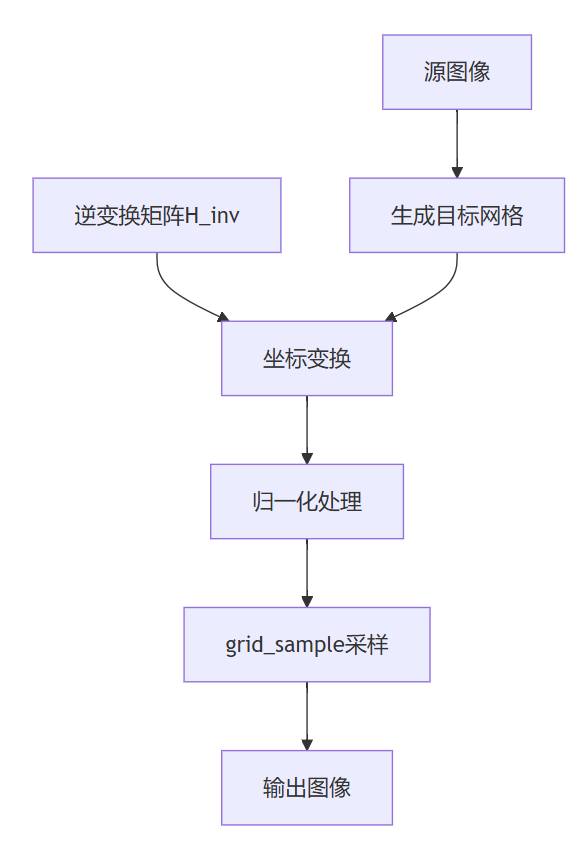 源图像
逆变换矩阵H_inv
生成目标网格
坐标变换
归一化处理
grid_sample采样
输出图像